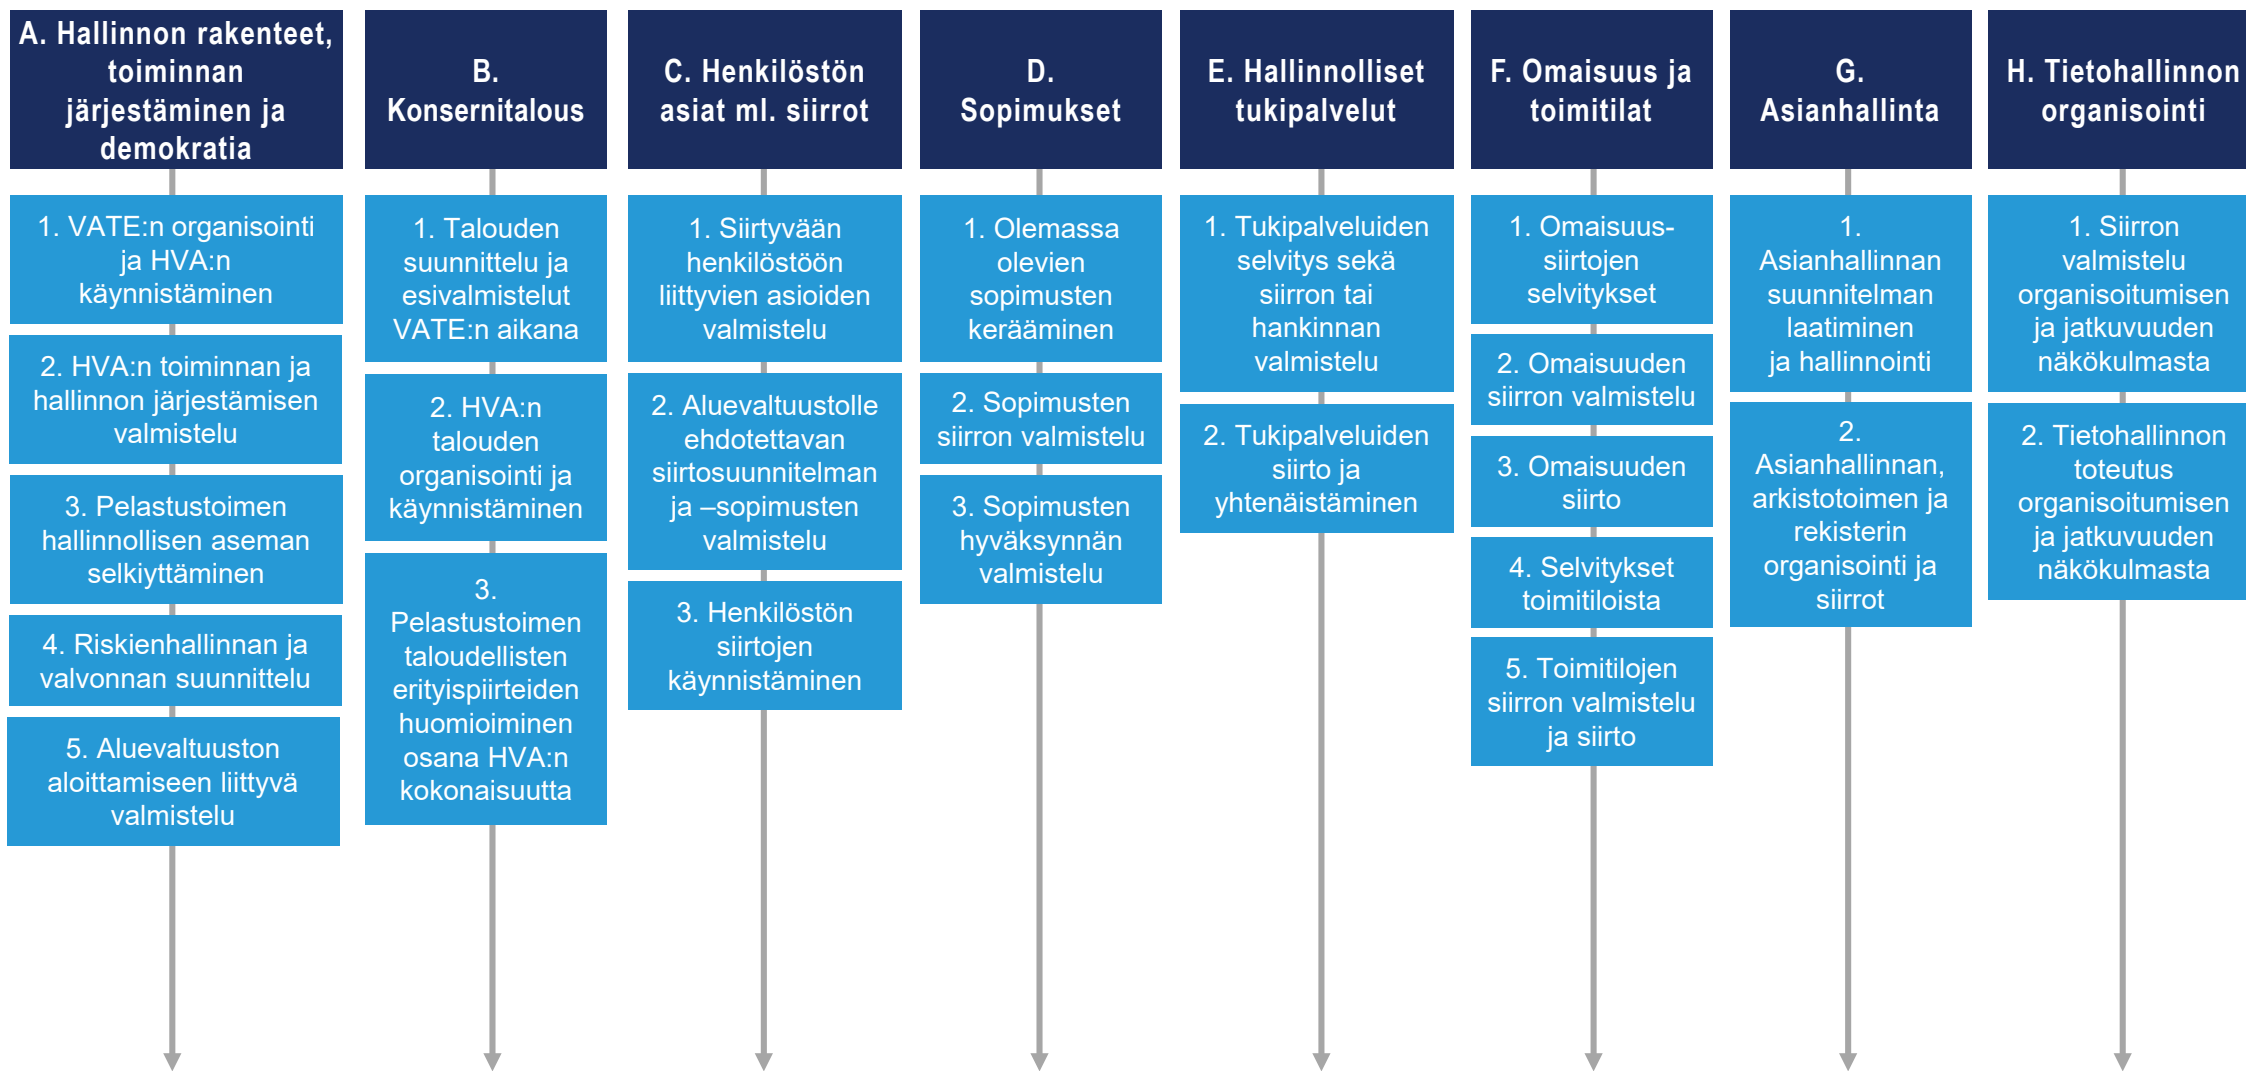 A. Hallinnon rakenteet,
toiminnan
järjestäminen ja
demokratia
1. VATE:n organisointi
ja HVA:n
käynnistäminen
2. HVA:n toiminnan ja
hallinnon järjestämisen
valmistelu
3. Pelastustoimen
hallinnollisen aseman
selkiyttäminen
4. Riskienhallinnan ja
valvonnan suunnittelu
5. Aluevaltuuston
aloittamiseen liittyvä
valmistelu
B.
Konsernitalous
1. Talouden
suunnittelu ja
esivalmistelut
VATE:n aikana
2. HVA:n
talouden
organisointi ja
käynnistäminen
3.
Pelastustoimen
taloudellisten
erityispiirteiden
huomioiminen
osana HVA:n
kokonaisuutta
C. Henkilöstön
asiat ml. siirrot
1. Siirtyvään
henkilöstöön
liittyvien asioiden
valmistelu
2. Aluevaltuustolle
ehdotettavan
siirtosuunnitelman
ja –sopimusten
valmistelu
3. Henkilöstön
siirtojen
käynnistäminen
D.
Sopimukset
1. Olemassa
olevien
sopimusten
kerääminen
2. Sopimusten
siirron valmistelu
3. Sopimusten
hyväksynnän
valmistelu
E. Hallinnolliset
tukipalvelut
1. Tukipalveluiden
selvitys sekä
siirron tai
hankinnan
valmistelu
2. Tukipalveluiden
siirto ja
yhtenäistäminen
F. Omaisuus ja
toimitilat
1. Omaisuus-
siirtojen
selvitykset
2. Omaisuuden
siirron valmistelu
3. Omaisuuden
siirto
4. Selvitykset
toimitiloista
5. Toimitilojen
siirron valmistelu
ja siirto
G.
Asianhallinta
1.
Asianhallinnan
suunnitelman
laatiminen
ja hallinnointi
2.
Asianhallinnan,
arkistotoimen ja
rekisterin
organisointi ja
siirrot
H. Tietohallinnon
organisointi
1. Siirron
valmistelu
organisoitumisen
ja jatkuvuuden
näkökulmasta
2. Tietohallinnon
toteutus
organisoitumisen
ja jatkuvuuden
näkökulmasta